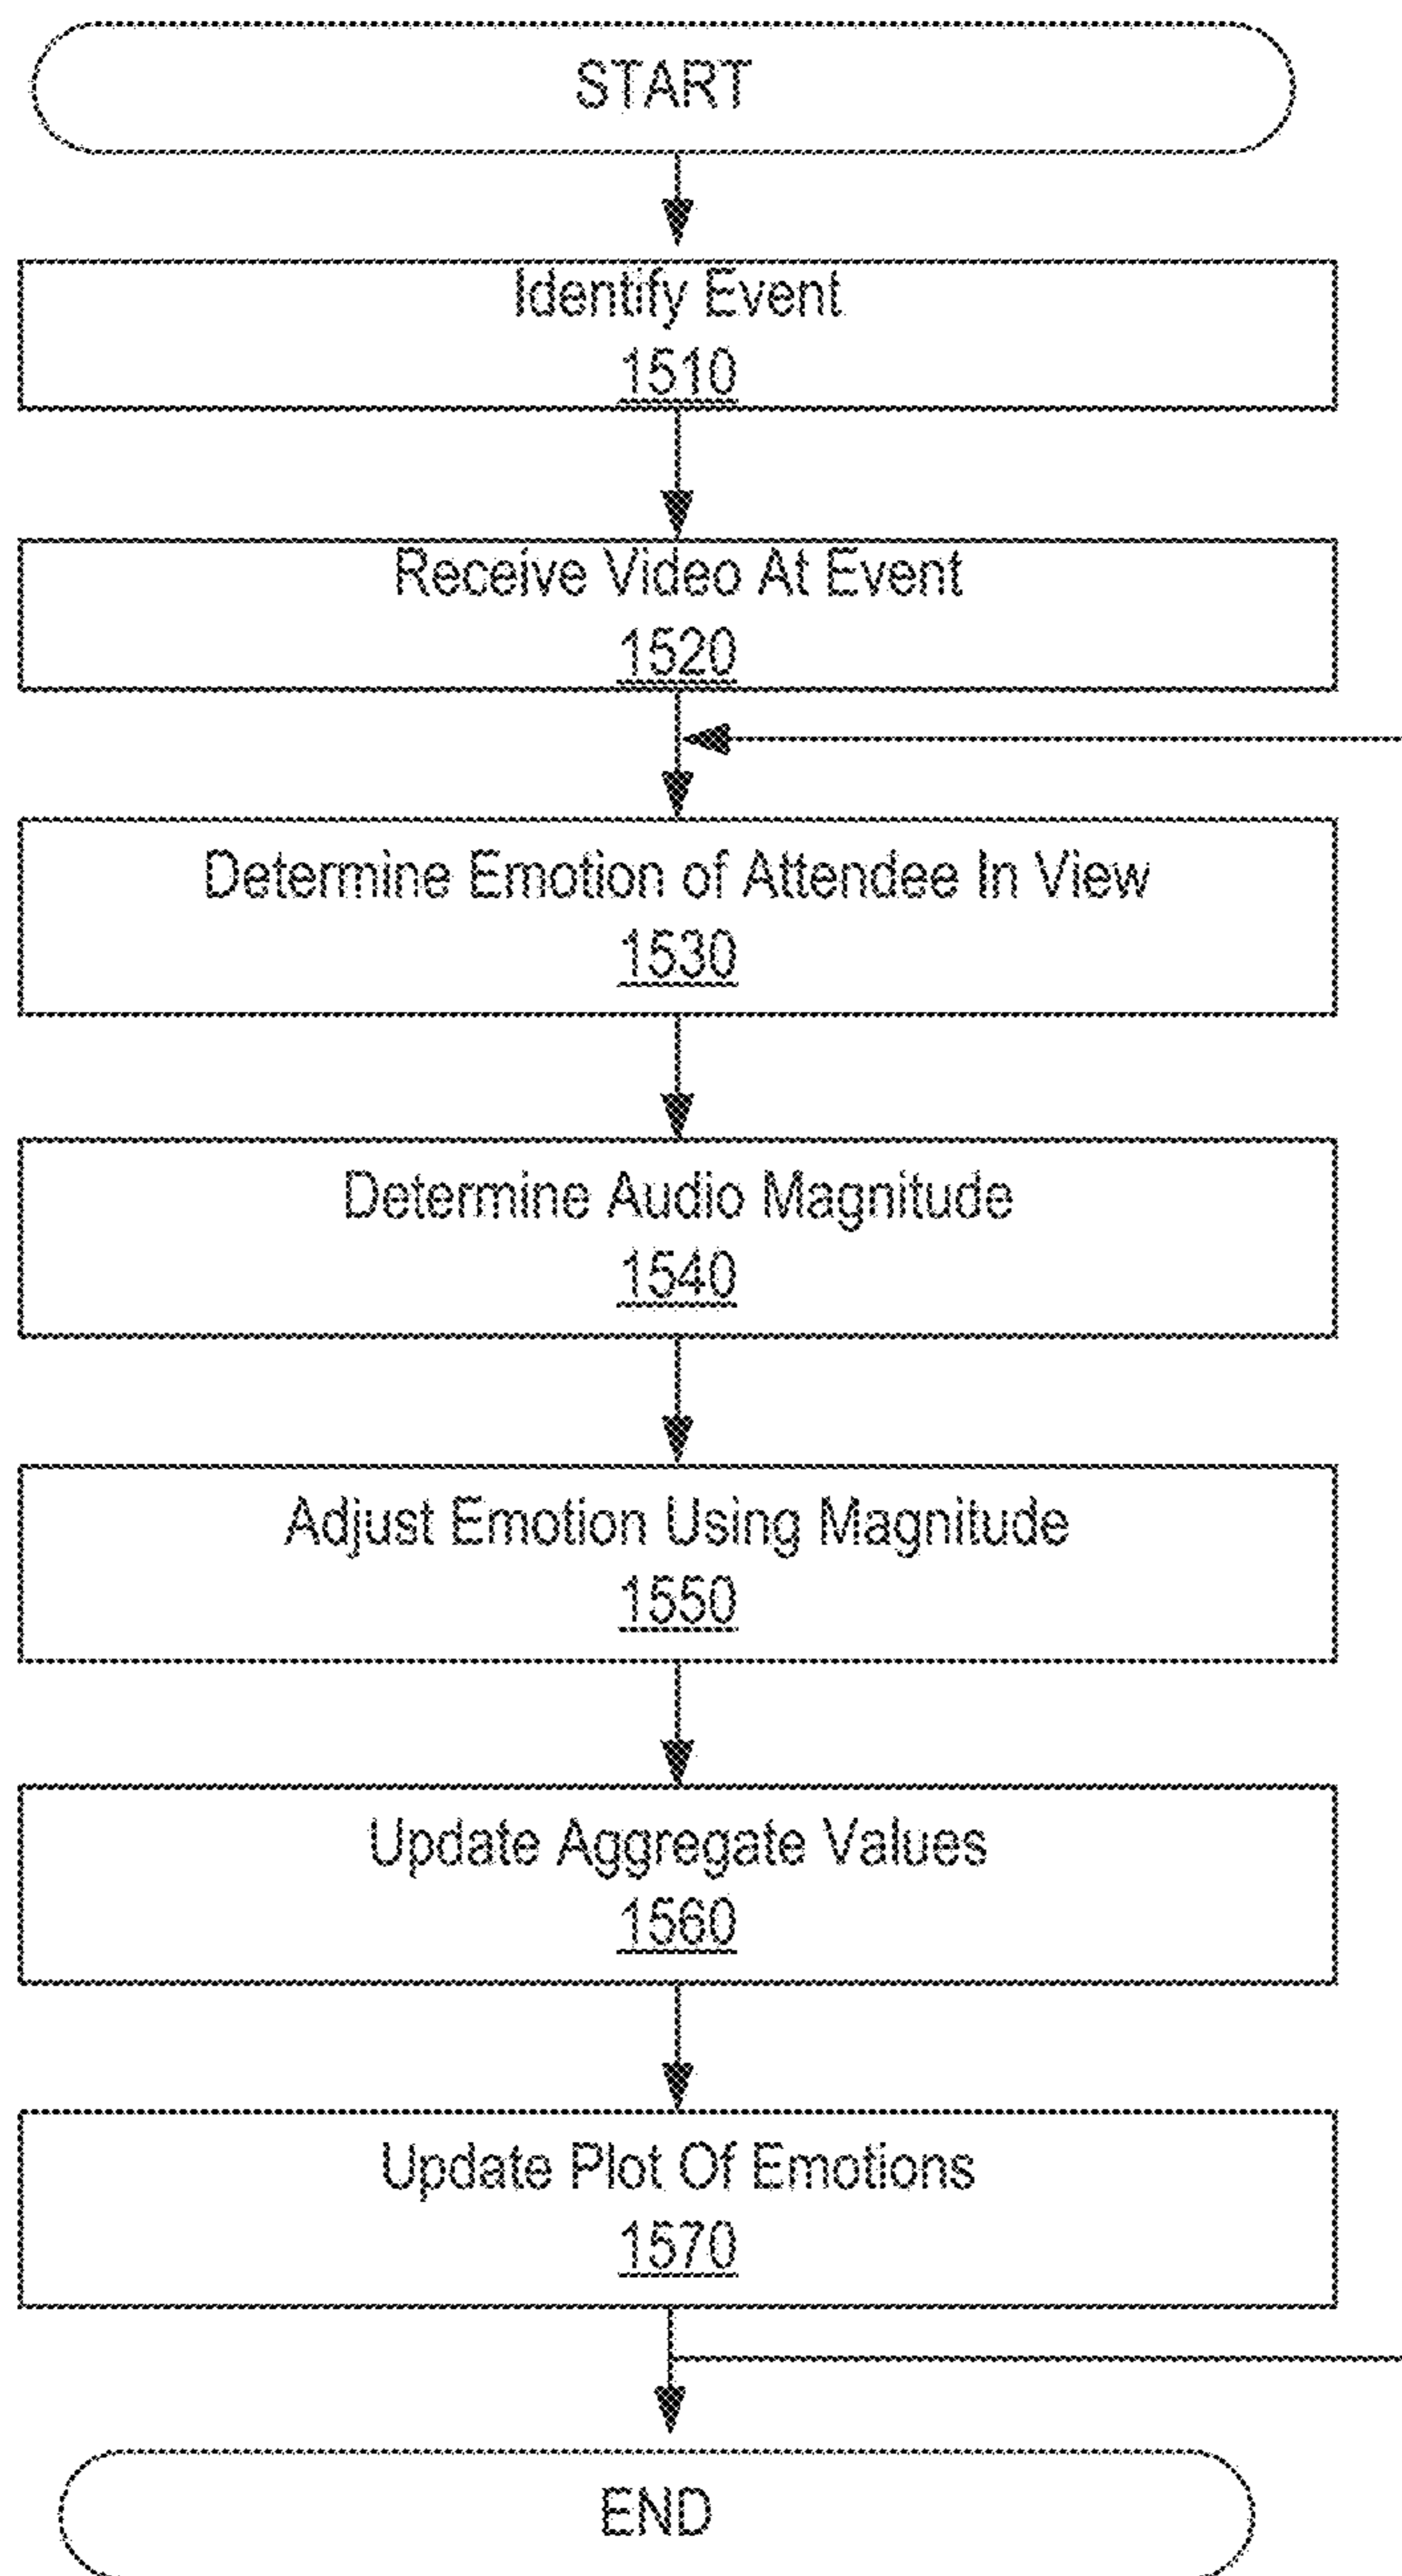 START
Identify Event
1510
Receive Video At Event
1520
Determine Emotion of Attendee In View
1530
Determine Audio Magnitude
1540
Adjust Emotion Using Magnitude
1550
Update Aggregate Values
1560
Update Plot Of Emotions
1570
END